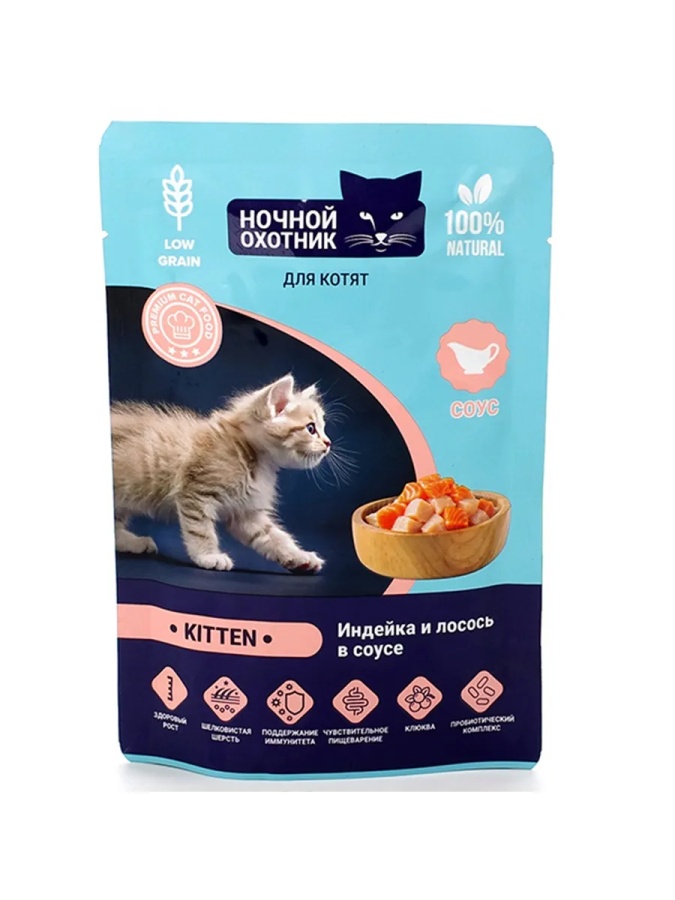 LOW
GRAIN
НОЧНОЙ
ОХОТНИК
100%
NATURAL
ДЛЯ КОТЯТ
PREMIUM CAT FOOD
СОУС
• KITTEN •
Индейка и лосось
в соусе
ЗДОРОВЫЙ
РОСТ
ШЕЛКОВИСТАЯ
ШЕРСТЬ
ПОДДЕРЖАНИЕ
ИММУНИТЕТА
ЧУВСТВИТЕЛЬНОЕ
ПИЩЕВАРЕНИЕ
КЛЮКВА
ПРОБИОТИЧЕСКИЙ
КОМПЛЕКС